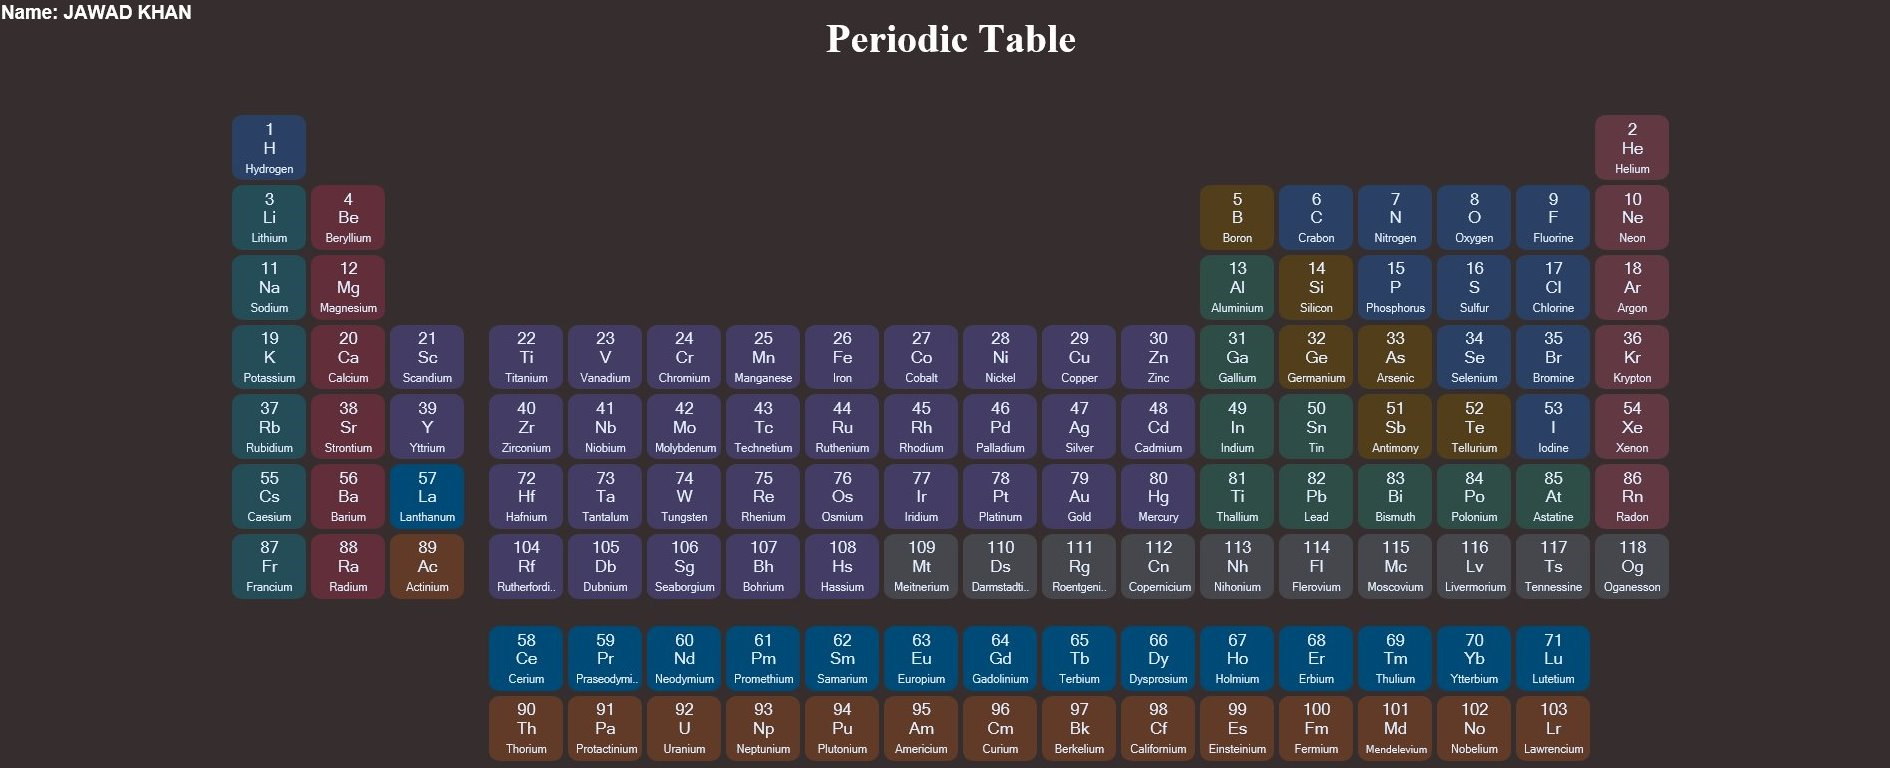 Name: JAWAD KHAN
Periodic Table
1 2
H He
Hydrogen Helium
3 4 5 6 7 8 9 10
Li Be B C N O F Ne
Lithium Beryllium Boron Crabon Nitrogen Oxygen Fluorine Neon
11 12 13 14 15 16 17 18
Na Mg Al Si P S Cl Ar
Sodium Magnesium Aluminium Silicon Phosphorus Sulfur Chlorine Argon
19 20 21 22 23 24 25 26 27 28 29 30 31 32 33 34 35 36
K Ca Sc Ti V Cr Mn Fe Co Ni Cu Zn Ga Ge As Se Br Kr
Potassium Calcium Scandium Titanium Vanadium Chromium Manganese Iron Cobalt Nickel Copper Zinc Gallium Germanium Arsenic Selenium Bromine Krypton
37 38 39 40 41 42 43 44 45 46 47 48 49 50 51 52 53 54
Rb Sr Y Zr Nb Mo Tc Ru Rh Pd Ag Cd In Sn Sb Te I Xe
Rubidium Strontium Yttrium Zirconium Niobium Molybdenum Technetium Ruthenium Rhodium Palladium Silver Cadmium Indium Tin Antimony Tellurium Iodine Xenon
55 56 57 72 73 74 75 76 77 78 79 80 81 82 83 84 85 86
Cs Ba La Hf Ta W Re Os Ir Pt Au Hg Ti Pb Bi Po At Rn
Caesium Barium Lanthanum Hafnium Tantalum Tungsten Rhenium Osmium Iridium Platinum Gold Mercury Thallium Lead Bismuth Polonium Astatine Radon
87 88 89 104 105 106 107 108 109 110 111 112 113 114 115 116 117 118
Fr Ra Ac Rf Db Sg Bh Hs Mt Ds Rg Cn Nh Fl Mc Lv Ts Og
Francium Radium Actinium Rutherfordi.. Dubnium Seaborgium Bohrium Hassium Meitnerium Darmstadti.. Roentgeni.. Copernicium Nihonium Flerovium Moscovium Livermorium Tennessine Oganesson
58 59 60 61 62 63 64 65 66 67 68 69 70 71
Ce Pr Nd Pm Sm Eu Gd Tb Dy Ho Er Tm Yb Lu
Cerium Praseodymi.. Neodymium Promethium Samarium Europium Gadolinium Terbium Dysprosium Holmium Erbium Thulium Ytterbium Lutetium
90 91 92 93 94 95 96 97 98 99 100 101 102 103
Th Pa U Np Pu Am Cm Bk Cf Es Fm Md No Lr
Thorium Protactinium Uranium Neptunium Plutonium Americium Curium Berkelium Californium Einsteinium Fermium Mendelevium Nobelium Lawrencium